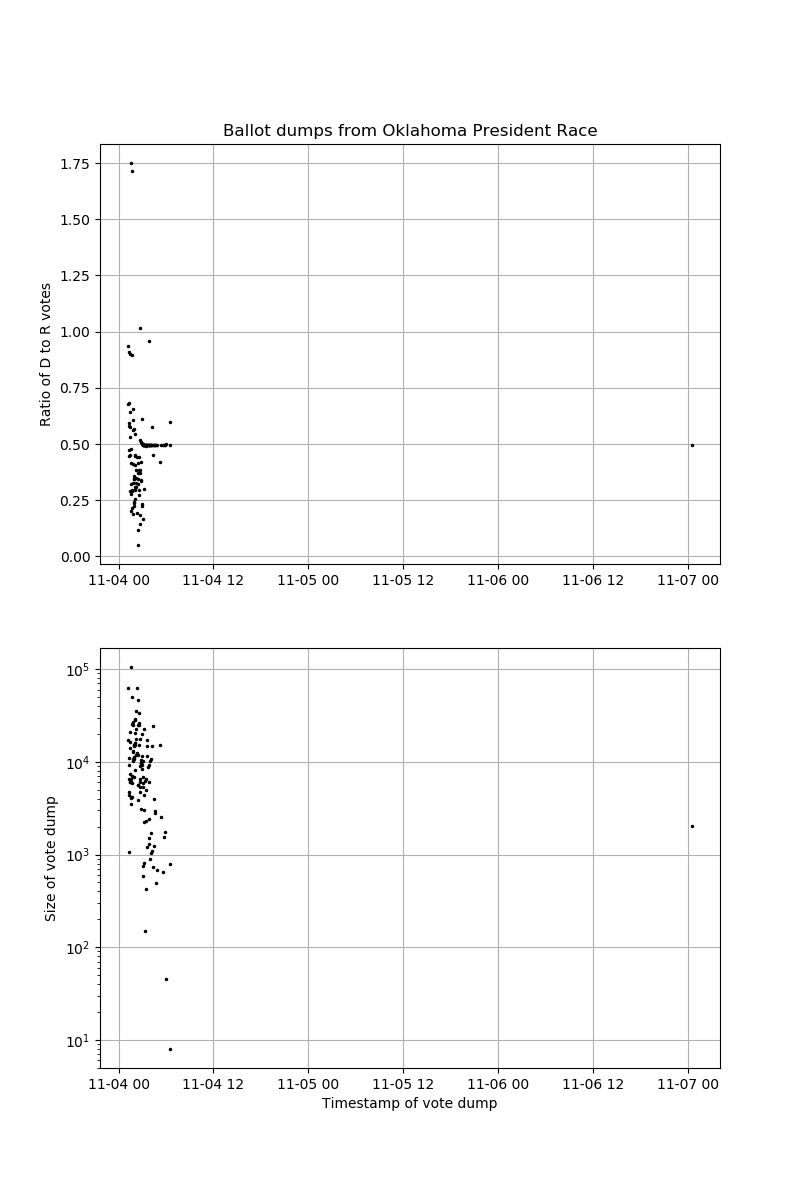 Ballot dumps from Oklahoma President Race
Ratio of D to R votes
1.75
1.50
1.25
1.00
0.75
0.50
0.25
0.00
11-04 00 11-04 12 11-05 00 11-05 12 11-06 00 11-06 12 11-07 00
Size of vote dump
10⁵
10⁴
10³
10²
10¹
11-04 00 11-04 12 11-05 00 11-05 12 11-06 00 11-06 12 11-07 00
Timestamp of vote dump